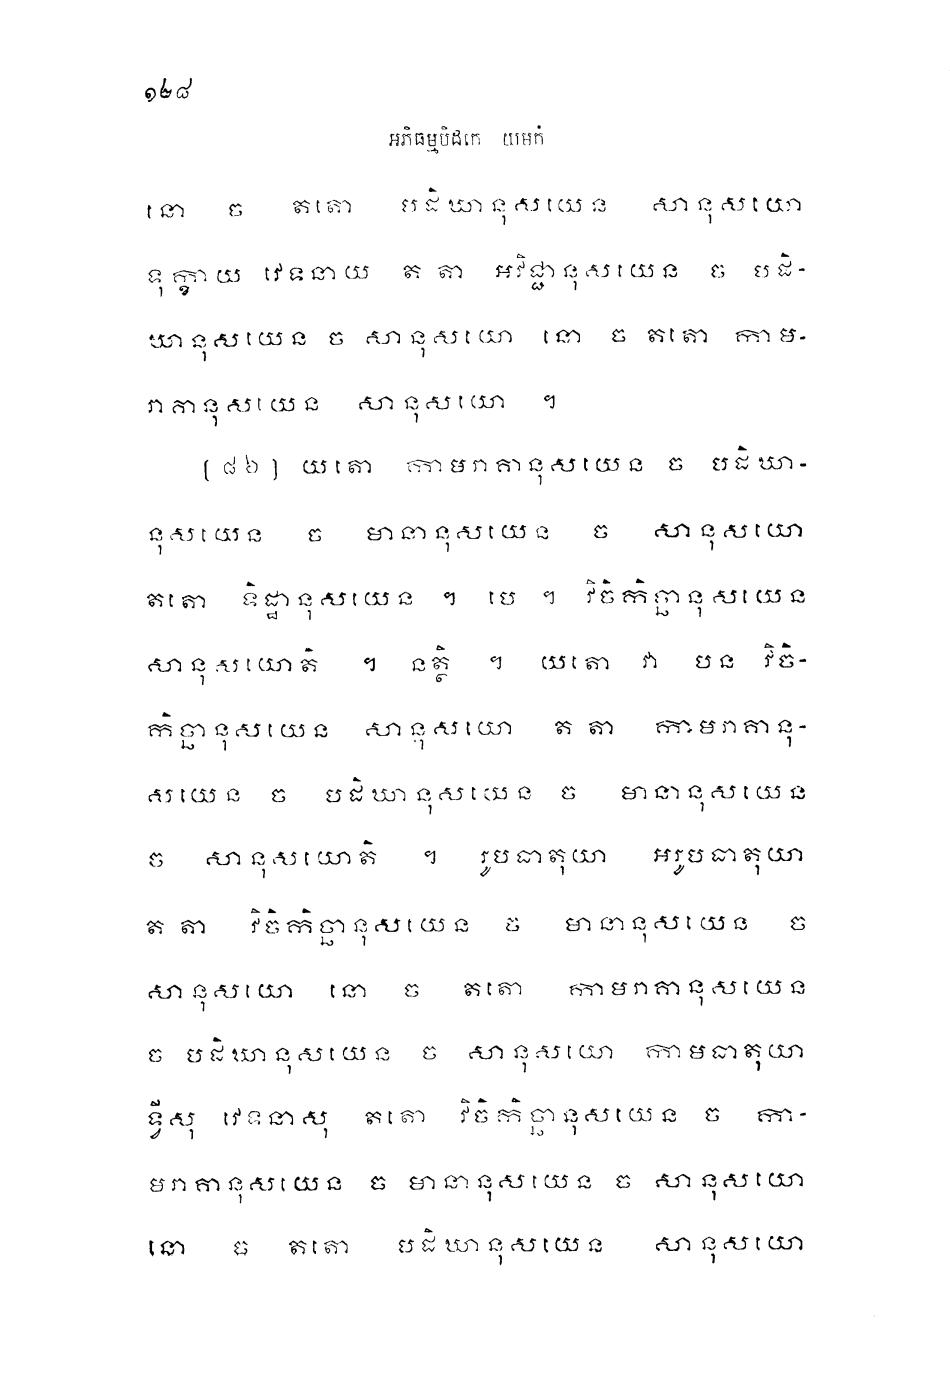 ១២៨
អភិធម្មបិដកេ យមកំ
នោ ច តតោ បដិឃានុសយេន សានុសយោ
ទុក្ខាយ វេទនាយ តតោ អវិជ្ជានុសយេន ច បដិ-
ឃានុសយេន ច សានុសយោ នោ ច តតោ កាម-
រាគានុសយេន សានុសយោ ។
(៨៦) យតោ កាមរាគានុសយេន ច បដិឃា-
នុសយេន ច មានានុសយេន ច សានុសយោ
តតោ ទិដ្ឋានុសយេន ។ បេ ។ វិចិកិច្ឆានុសយេន
សានុសយោតិ ។ នត្ថិ ។ យតោ វា បន វិចិ-
កិច្ឆានុសយេន សានុសយោ តតោ កាមរាគានុ-
សយេន ច បដិឃានុសយេន ច មានានុសយេន
ច សានុសយោតិ ។ រូបធាតុយា អរូបធាតុយា
តតោ វិចិកិច្ឆានុសយេន ច មានានុសយេន ច
សានុសយោ នោ ច តតោ កាមរាគានុសយេន
ច បដិឃានុសយេន ច សានុសយោ កាមធាតុយា
ទ្វីសុ វេទនាសុ តតោ វិចិកិច្ឆានុសយេន ច កា-
មរាគានុសយេន ច មានានុសយេន ច សានុសយោ
នោ ច តតោ បដិឃានុសយេន សានុសយោ